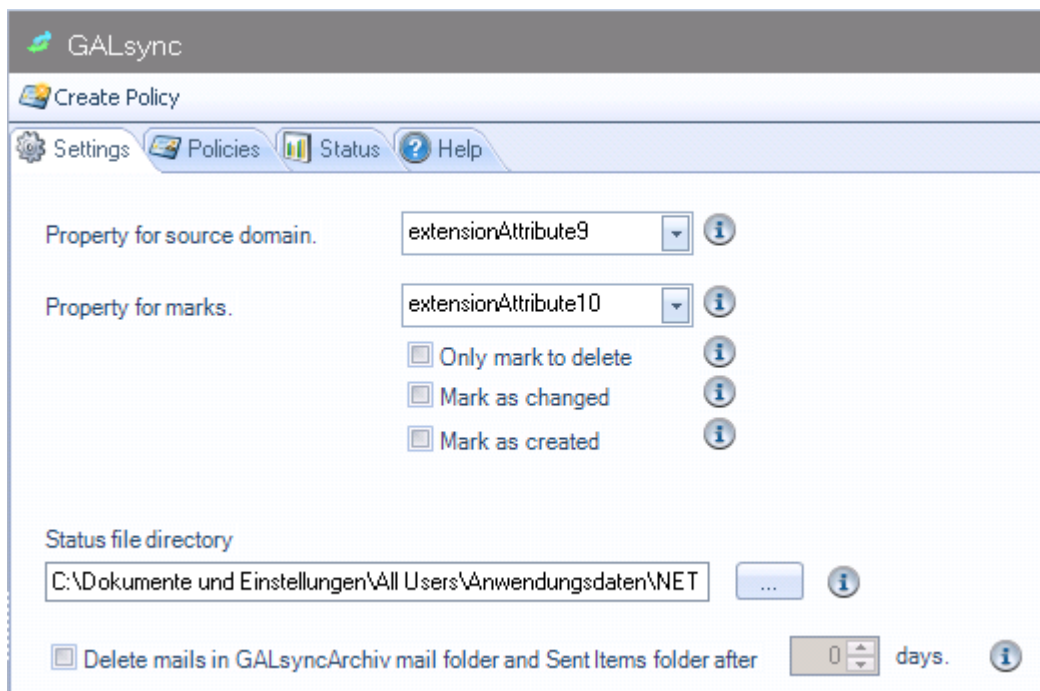 GALsync
Create Policy
Settings Policies Status Help
Property for source domain. extensionAttribute9
Property for marks. extensionAttribute10
Only mark to delete
Mark as changed
Mark as created
Status file directory
C:\Dokumente und Einstellungen\All Users\Anwendungsdaten\NET ...
Delete mails in GALsyncArchiv mail folder and Sent Items folder after 0 days.